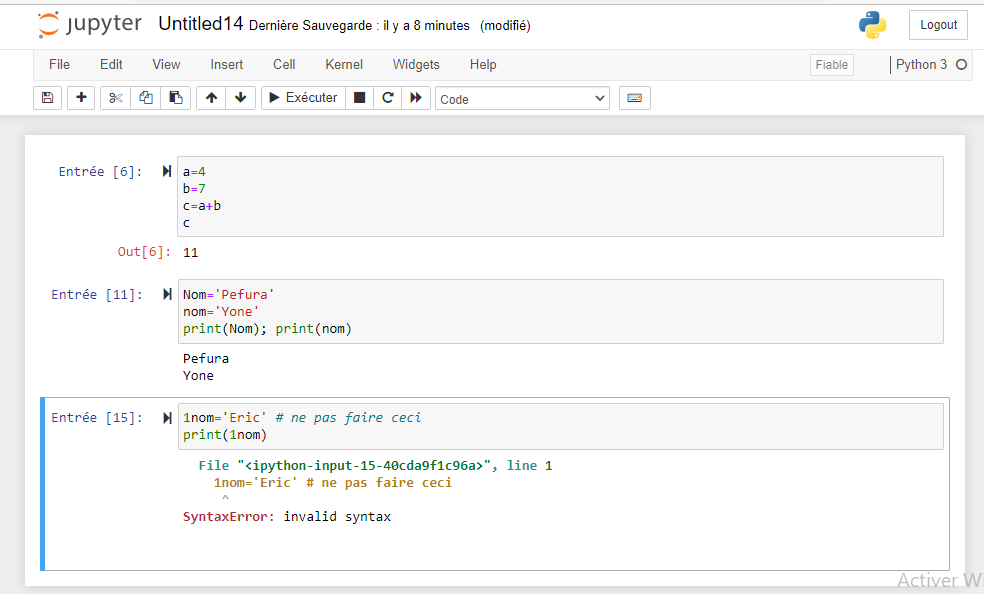 jupyter Untitled14 Dernière Sauvegarde : il y a 8 minutes (modifié) Logout
File Edit View Insert Cell Kernel Widgets Help Fiable Python 3
Exécuter Code
Entrée [6]: a=4
b=7
c=a+b
c
Out[6]: 11
Entrée [11]: Nom='Pefura'
nom='Yone'
print(Nom); print(nom)
Pefura
Yone
Entrée [15]: 1nom='Eric' # ne pas faire ceci
print(1nom)
File "<ipython-input-15-40cda9f1c96a>", line 1
1nom='Eric' # ne pas faire ceci
^
SyntaxError: invalid syntax
Activer Wi